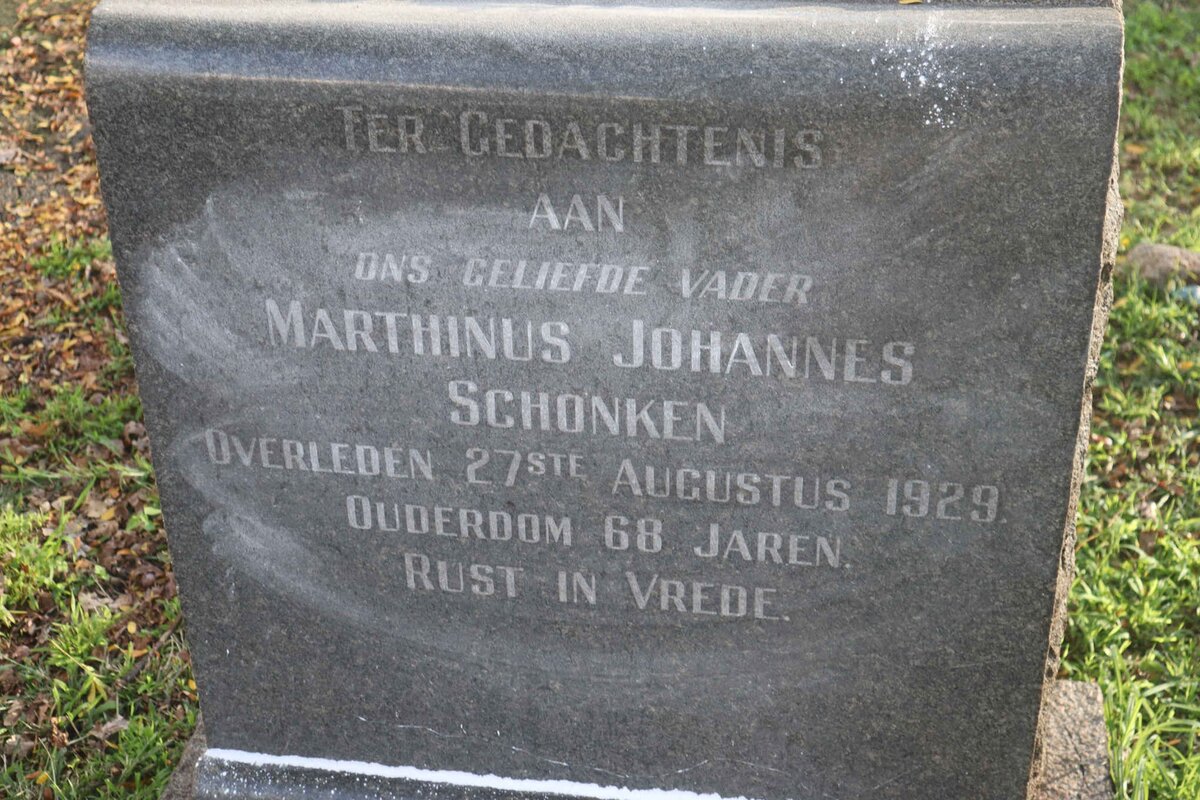 TER GEDACHTENIS
AAN
ONS GELIEFDE VADER
MARTHINUS JOHANNES
SCHONKEN
OVERLEDEN 27STE AUGUSTUS 1929.
OUDERDOM 68 JAREN.
RUST IN VREDE.